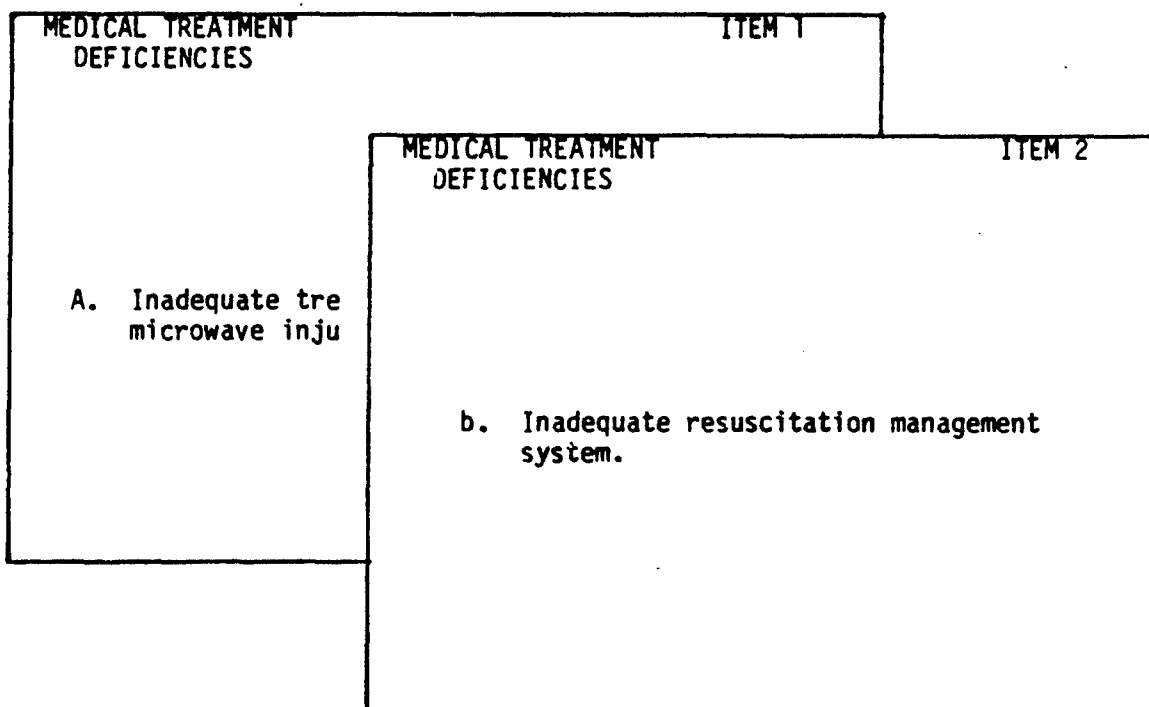 MEDICAL TREATMENT ITEM 1
DEFICIENCIES
A. Inadequate tre
microwave inju
MEDICAL TREATMENT ITEM 2
DEFICIENCIES
b. Inadequate resuscitation management
system.